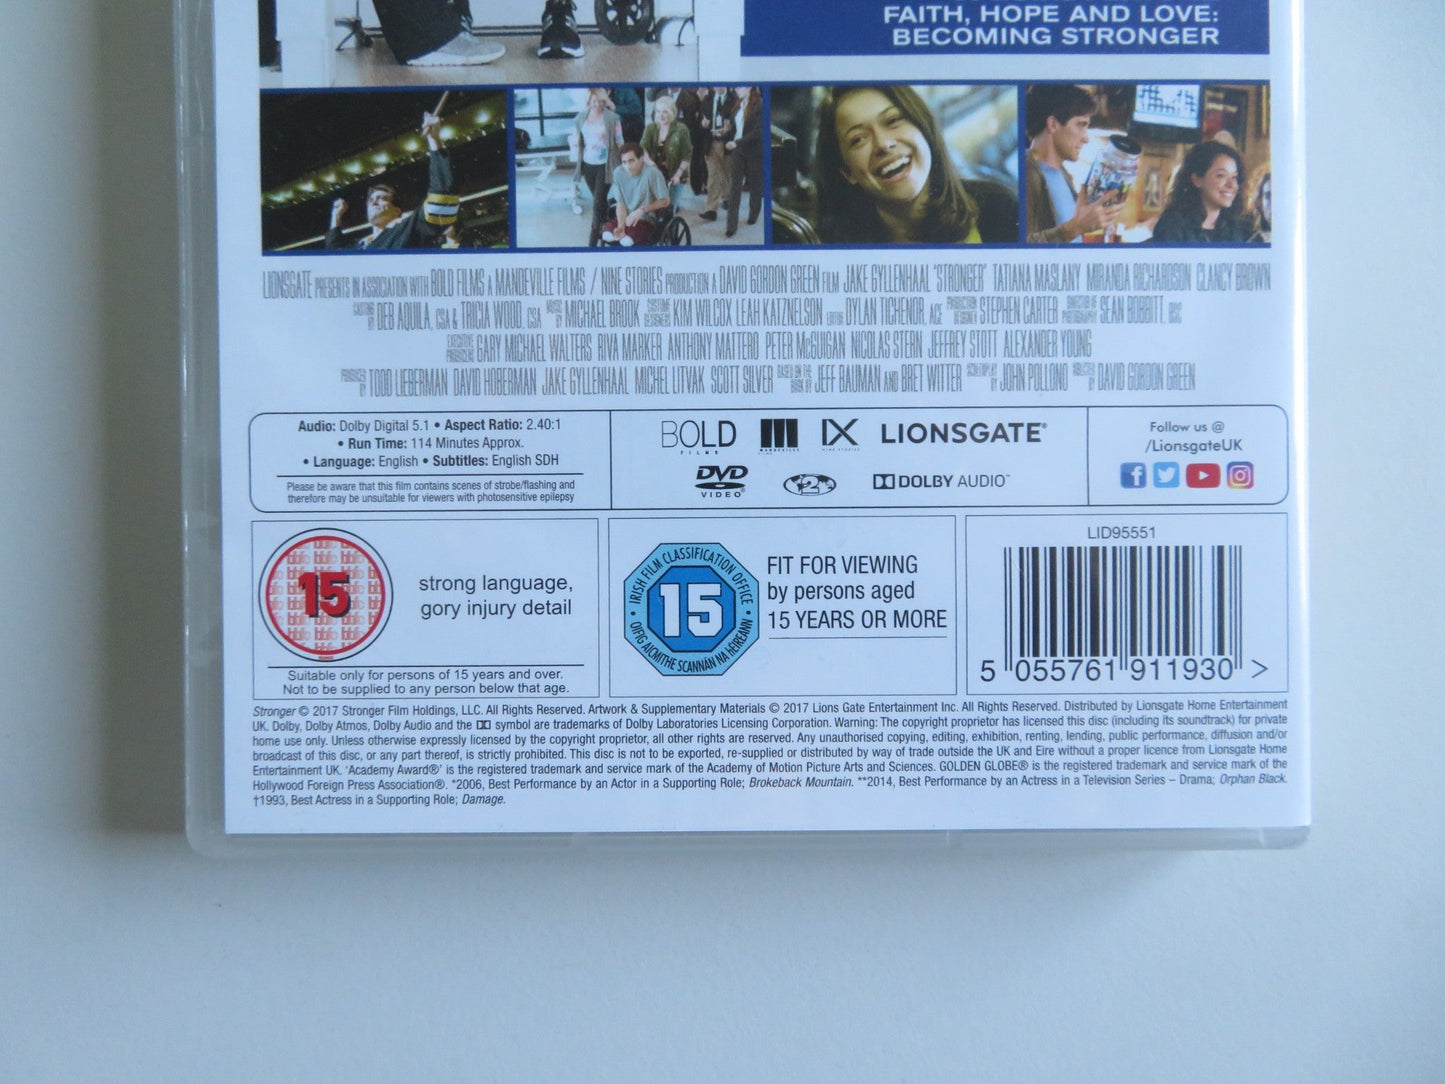 FAITH, HOPE AND LOVE:
BECOMING STRONGER
LIONSGATE PRESENTS IN ASSOCIATION WITH BOLD FILMS A MANDEVILLE FILMS / NINE STORIES PRODUCTION A DAVID GORDON GREEN FILM JAKE GYLLENHAAL "STRONGER" TATIANA MASLANY MIRANDA RICHARDSON CLANCY BROWN
CASTING BY DEB AQUILA, CSA & TRICIA WOOD, CSA MUSIC BY MICHAEL BROOK COSTUME DESIGNERS KIM WILCOX LEAH KATZNELSON EDITOR DYLAN TICHENOR, ACE PRODUCTION DESIGNER STEPHEN CARTER DIRECTOR OF PHOTOGRAPHY SEAN BOBBITT, BSC
EXECUTIVE PRODUCERS GARY MICHAEL WALTERS RIVA MARKER ANTHONY MATTERO PETER McGUIGAN NICOLAS STERN JEFFREY STOTT ALEXANDER YOUNG
PRODUCED BY TODD LIEBERMAN DAVID HOBERMAN JAKE GYLLENHAAL MICHEL LITVAK SCOTT SILVER BASED ON THE BOOK BY JEFF BAUMAN AND BRET WITTER SCREENPLAY BY JOHN POLLONO DIRECTED BY DAVID GORDON GREEN
Audio: Dolby Digital 5.1 • Aspect Ratio: 2.40:1
• Run Time: 114 Minutes Approx.
• Language: English • Subtitles: English SDH
Please be aware that this film contains scenes of strobe/flashing and
therefore may be unsuitable for viewers with photosensitive epilepsy
BOLD
FILMS
MANDEVILLE
FILMS
IX
NINE STORIES
LIONSGATE®
DVD
VIDEO®
2
DOLBY AUDIO™
Follow us @
/LionsgateUK
15
strong language,
gory injury detail
Suitable only for persons of 15 years and over.
Not to be supplied to any person below that age.
IRISH FILM CLASSIFICATION OFFICE
15
OIFIG AICMITHE SCANNÁN NA hÉIREANN
FIT FOR VIEWING
by persons aged
15 YEARS OR MORE
LID95551
5 055761 911930 >
Stronger © 2017 Stronger Film Holdings, LLC. All Rights Reserved. Artwork & Supplementary Materials © 2017 Lions Gate Entertainment Inc. All Rights Reserved. Distributed by Lionsgate Home Entertainment
UK. Dolby, Dolby Atmos, Dolby Audio and the symbol are trademarks of Dolby Laboratories Licensing Corporation. Warning: The copyright proprietor has licensed this disc (including its soundtrack) for private
home use only. Unless otherwise expressly licensed by the copyright proprietor, all other rights are reserved. Any unauthorised copying, editing, exhibition, renting, lending, public performance, diffusion and/or
broadcast of this disc, or any part thereof, is strictly prohibited. This disc is not to be exported, re-supplied or distributed by way of trade outside the UK and Eire without a proper licence from Lionsgate Home
Entertainment UK. 'Academy Award®' is the registered trademark and service mark of the Academy of Motion Picture Arts and Sciences. GOLDEN GLOBE® is the registered trademark and service mark of the
Hollywood Foreign Press Association®. *2006, Best Performance by an Actor in a Supporting Role; Brokeback Mountain. **2014, Best Performance by an Actress in a Television Series – Drama; Orphan Black.
†1993, Best Actress in a Supporting Role; Damage.